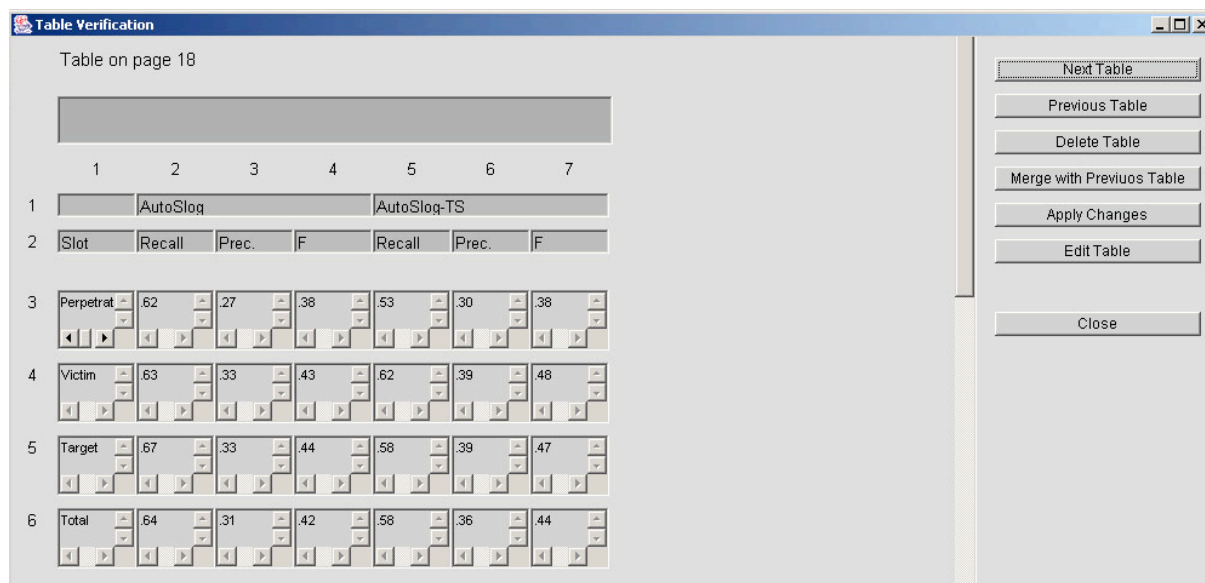 Table Verification
Table on page 18
Next Table
Previous Table
Delete Table
Merge with Previuos Table
Apply Changes
Edit Table
Close
1 2 3 4 5 6 7
1 AutoSlog AutoSlog-TS
2 Slot Recall Prec. F Recall Prec. F
3 Perpetrat .62 .27 .38 .53 .30 .38
4 Victim .63 .33 .43 .62 .39 .48
5 Target .67 .33 .44 .58 .39 .47
6 Total .64 .31 .42 .58 .36 .44